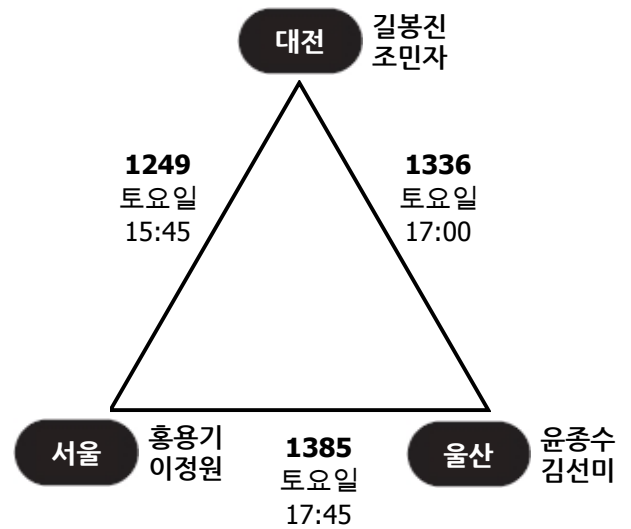 대전
길봉진
조민자
1249
토요일
15:45
1336
토요일
17:00
서울
홍용기
이정원
1385
토요일
17:45
울산
윤종수
김선미